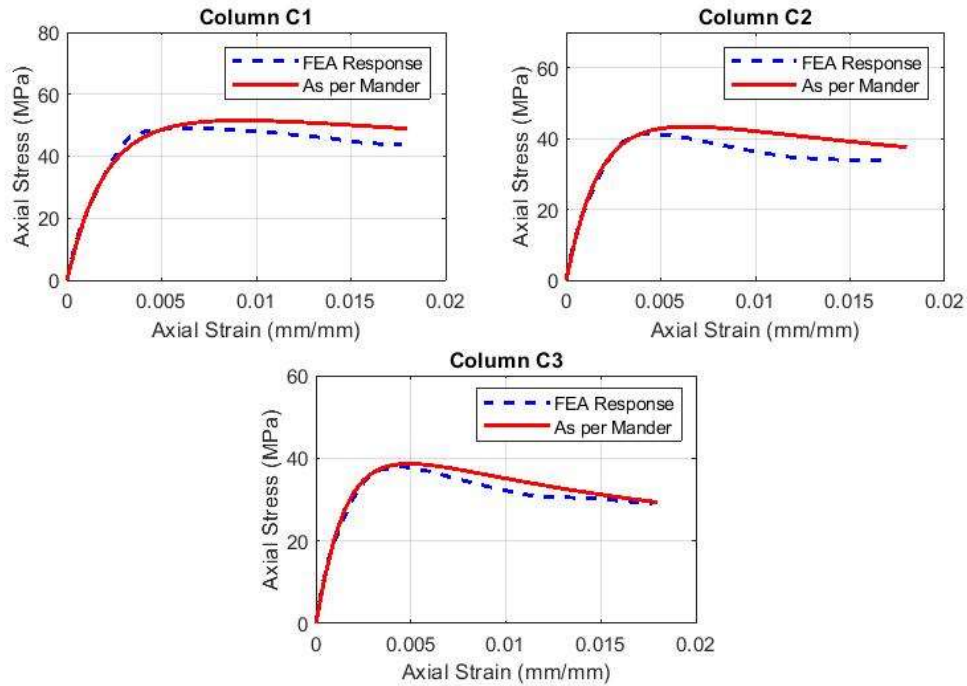 Column C1
80
60
40
20
0
Axial Stress (MPa)
FEA Response
As per Mander
0 0.005 0.01 0.015 0.02
Axial Strain (mm/mm)
Column C2
60
40
20
0
Axial Stress (MPa)
FEA Response
As per Mander
0 0.005 0.01 0.015 0.02
Axial Strain (mm/mm)
Column C3
60
40
20
0
Axial Stress (MPa)
FEA Response
As per Mander
0 0.005 0.01 0.015 0.02
Axial Strain (mm/mm)